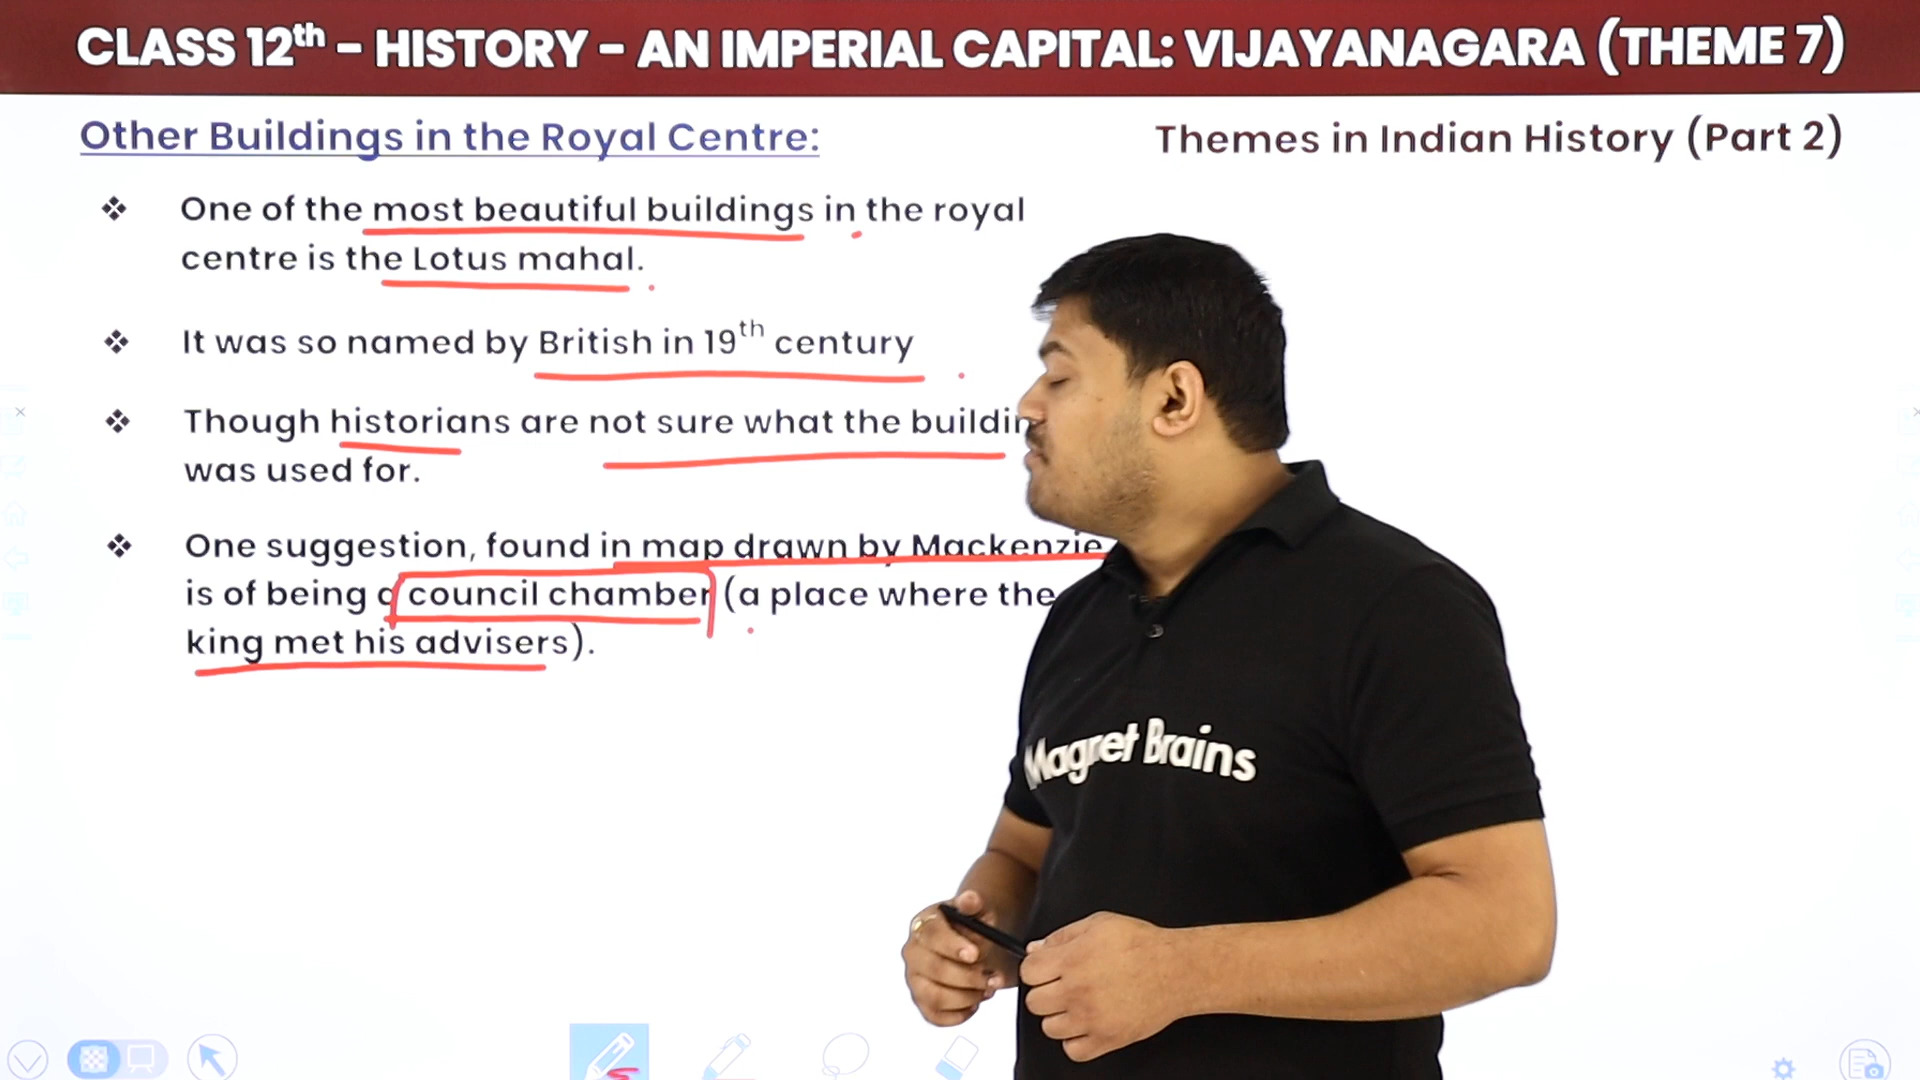 CLASS 12th – HISTORY – AN IMPERIAL CAPITAL: VIJAYANAGARA (THEME 7)
Other Buildings in the Royal Centre:
Themes in Indian History (Part 2)
❖ One of the most beautiful buildings in the royal
centre is the Lotus mahal.
❖ It was so named by British in 19th century
❖ Though historians are not sure what the buildin
was used for.
❖ One suggestion, found in map drawn by Mackenzie
is of being a council chamber (a place where the
king met his advisers).
Magnet Brains